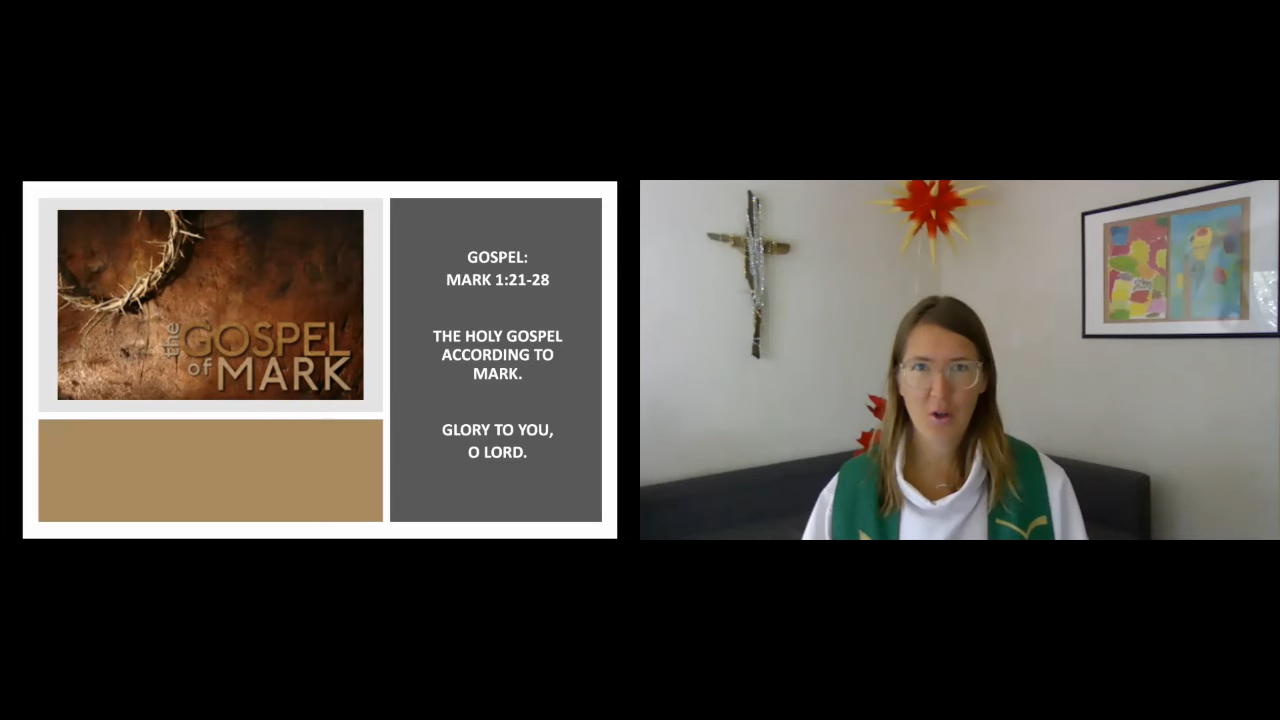 the GOSPEL
of MARK
GOSPEL:
MARK 1:21-28
THE HOLY GOSPEL
ACCORDING TO
MARK.
GLORY TO YOU,
O LORD.